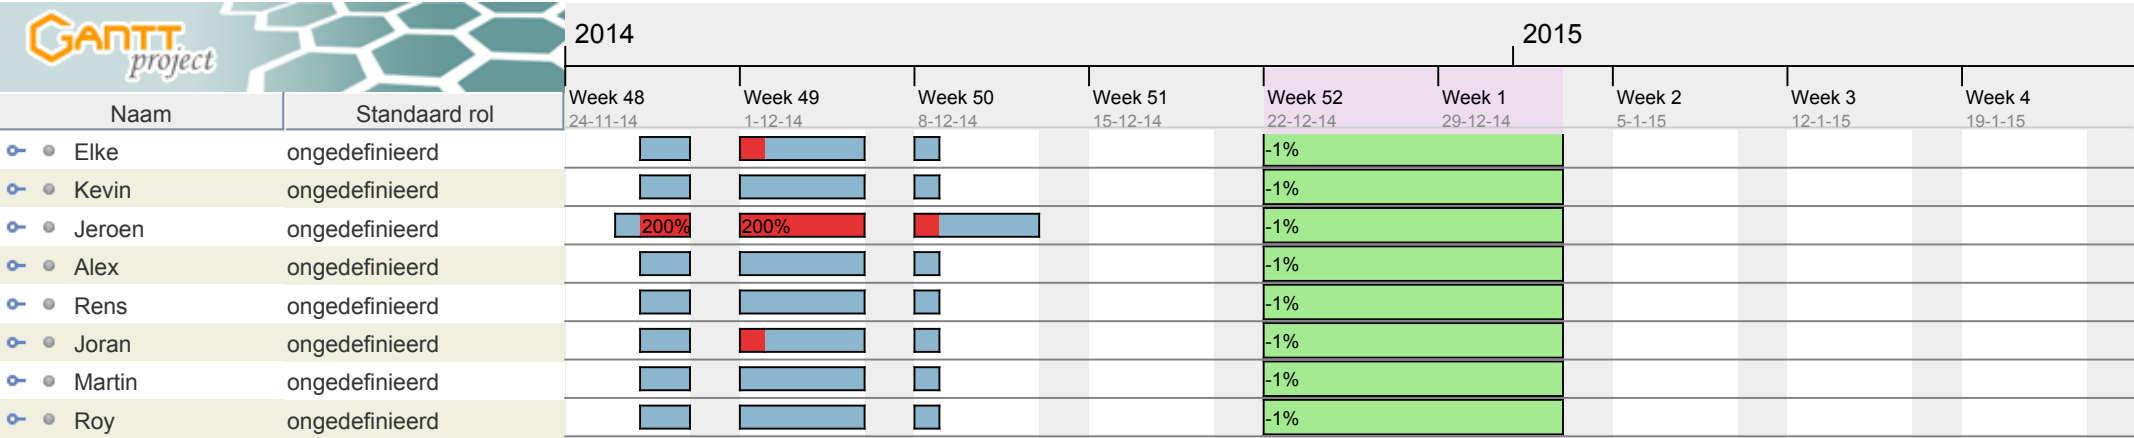 GANTT
project
2014 2015
Week 48 Week 49 Week 50 Week 51 Week 52 Week 1 Week 2 Week 3 Week 4
Naam Standaard rol 24-11-14 1-12-14 8-12-14 15-12-14 22-12-14 29-12-14 5-1-15 12-1-15 19-1-15
Elke ongedefinieerd -1%
Kevin ongedefinieerd -1%
Jeroen ongedefinieerd 200% 200% -1%
Alex ongedefinieerd -1%
Rens ongedefinieerd -1%
Joran ongedefinieerd -1%
Martin ongedefinieerd -1%
Roy ongedefinieerd -1%